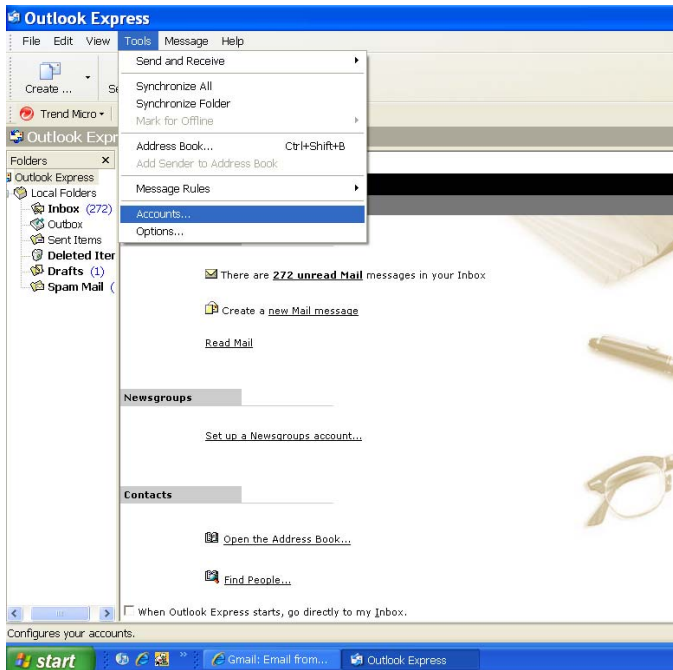 Outlook Express
File Edit View Tools Message Help
Create ...
Trend Micro
Outlook Expr
Send and Receive
Synchronize All
Synchronize Folder
Mark for Offline
Address Book... Ctrl+Shift+B
Add Sender to Address Book
Message Rules
Accounts...
Options...
Folders
Outlook Express
Local Folders
Inbox (272)
Outbox
Sent Items
Deleted Iter
Drafts (1)
Spam Mail (
There are 272 unread Mail messages in your Inbox
Create a new Mail message
Read Mail
Newsgroups
Set up a Newsgroups account...
Contacts
Open the Address Book...
Find People...
When Outlook Express starts, go directly to my Inbox.
Configures your accounts.
start Gmail: Email from... Outlook Express